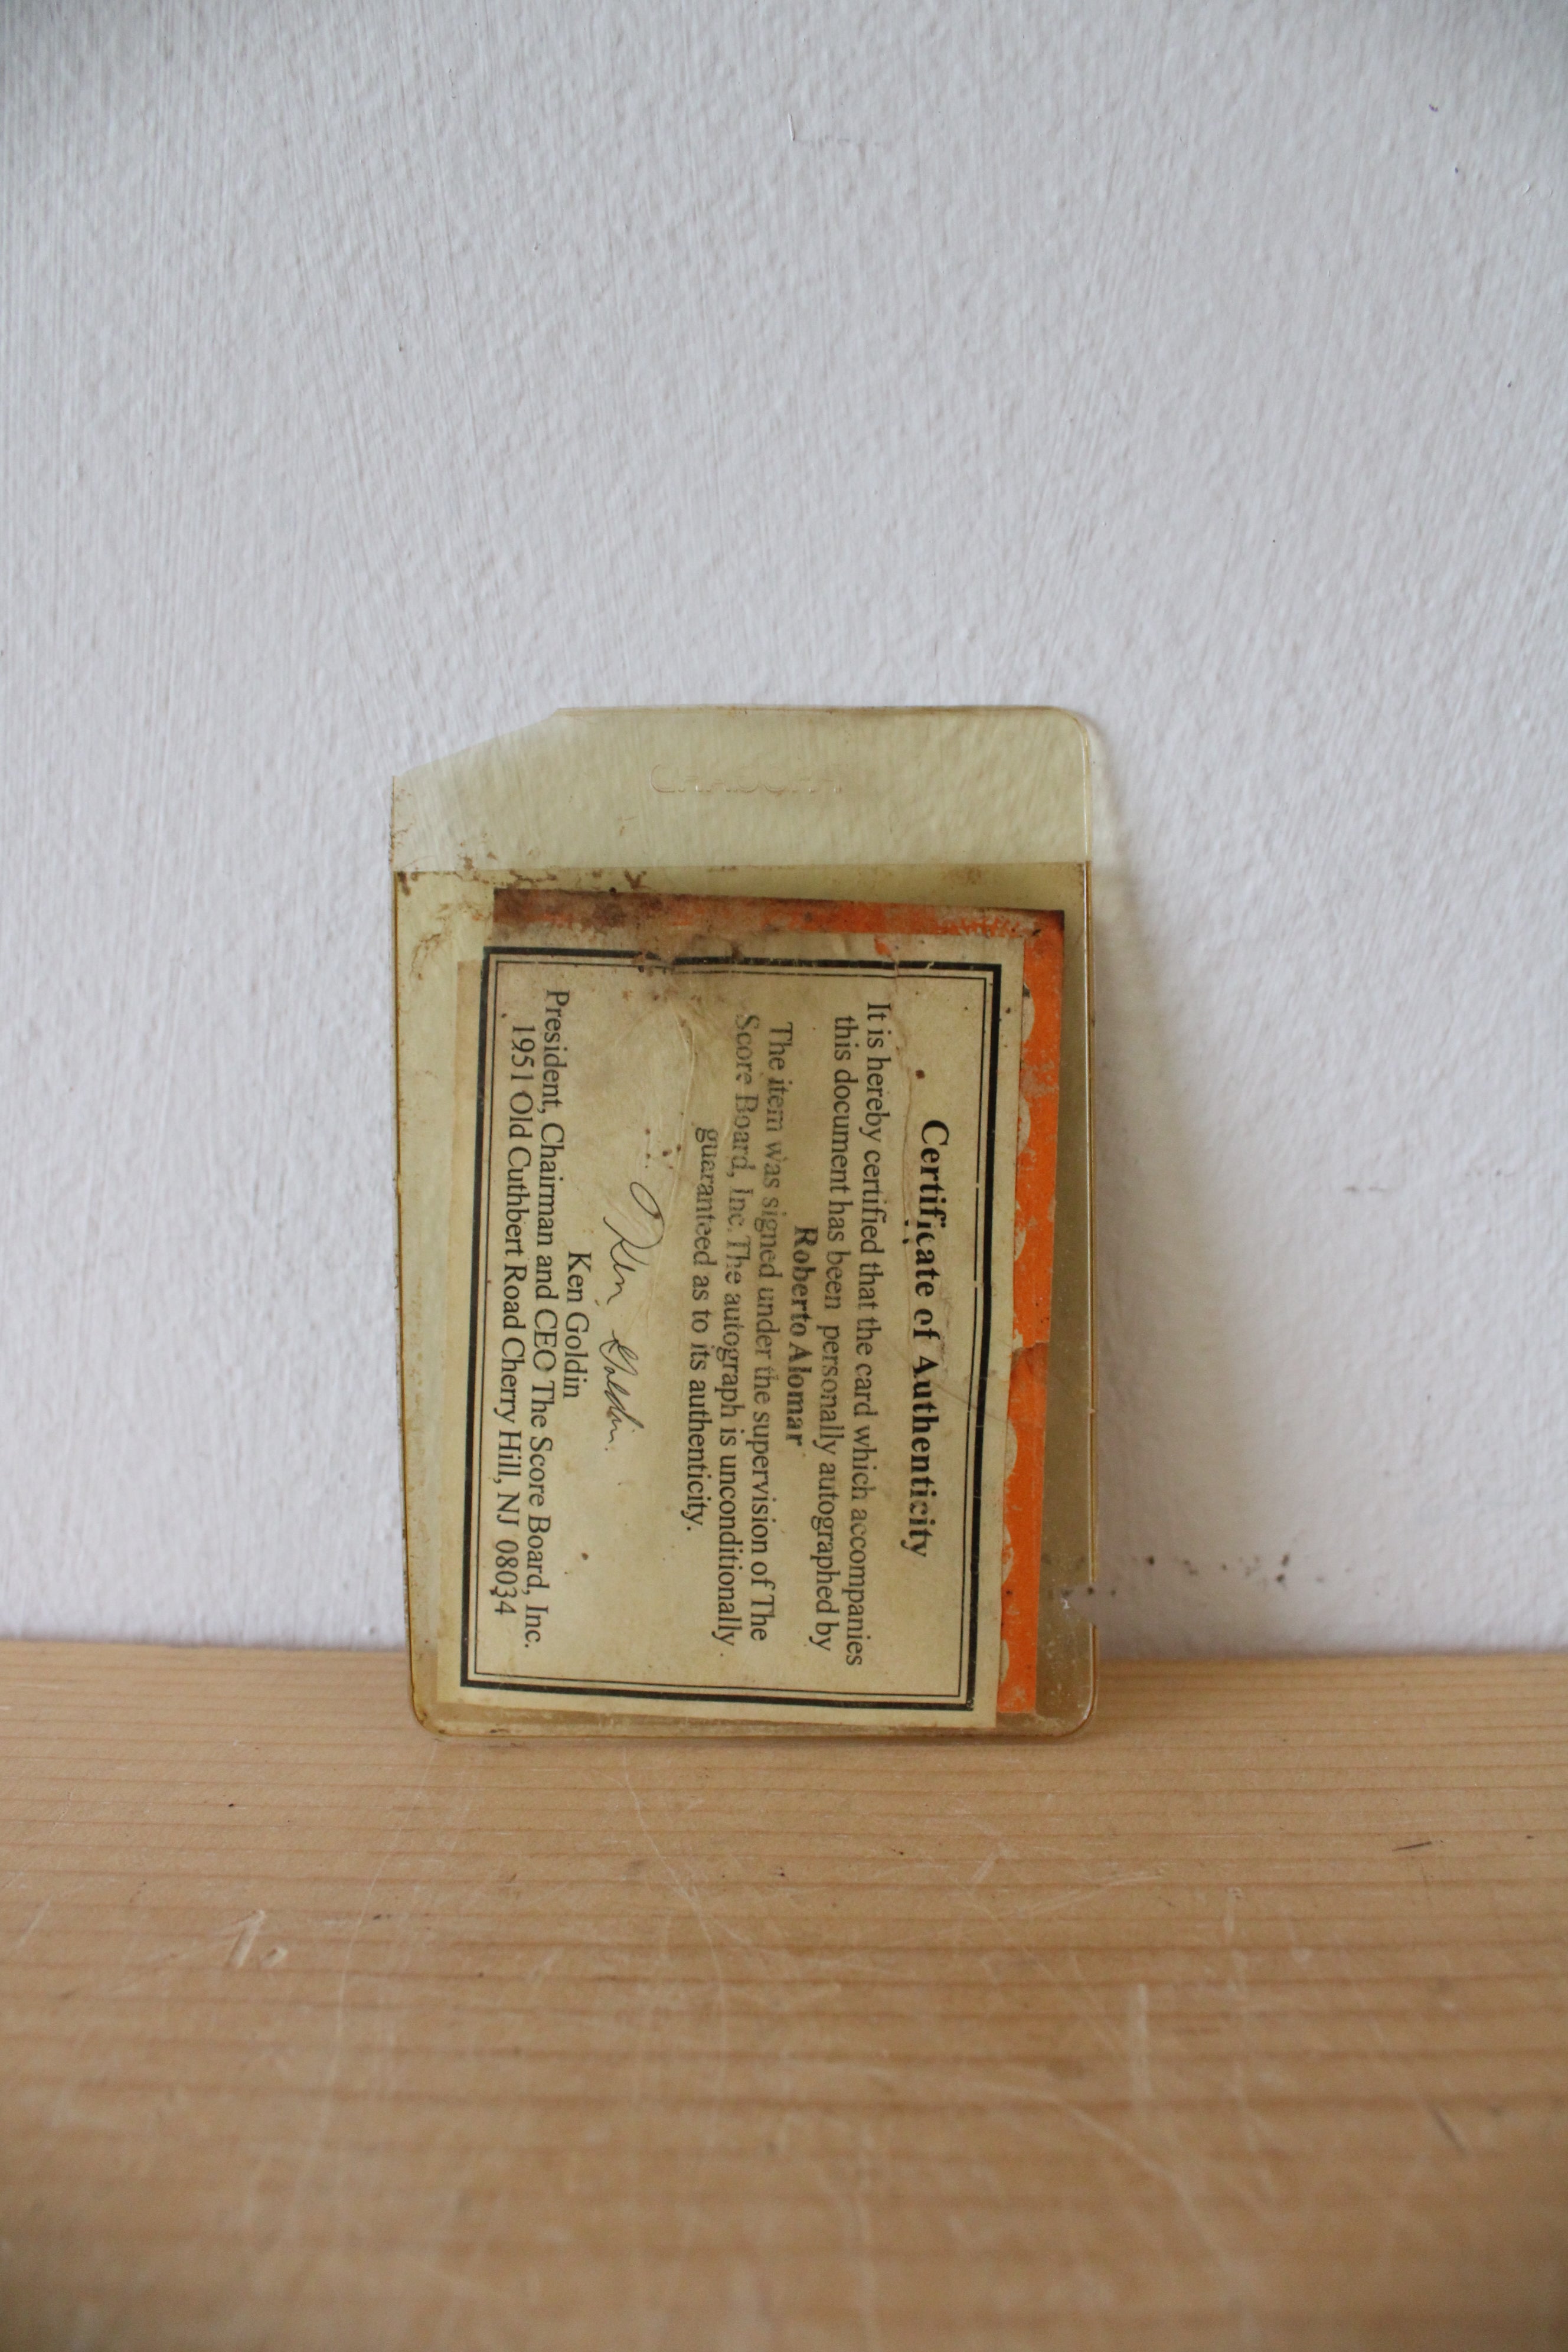 Certificate of Authenticity
It is hereby certified that the card which accompanies
this document has been personally autographed by
Roberto Alomar
The item was signed under the supervision of The
Score Board, Inc. The autograph is unconditionally
guaranteed as to its authenticity.
Ken Goldin
Ken Goldin
President, Chairman and CEO The Score Board, Inc.
1951 Old Cuthbert Road Cherry Hill, NJ 08034